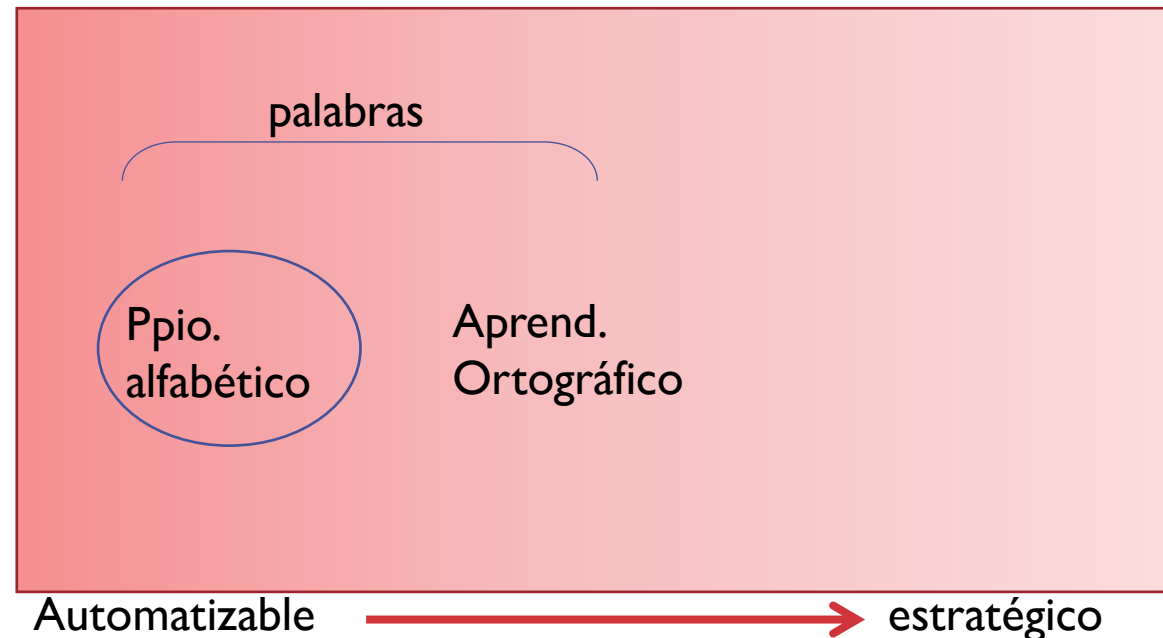 palabras
Ppio.
alfabético
Aprend.
Ortográfico
Automatizable
estratégico